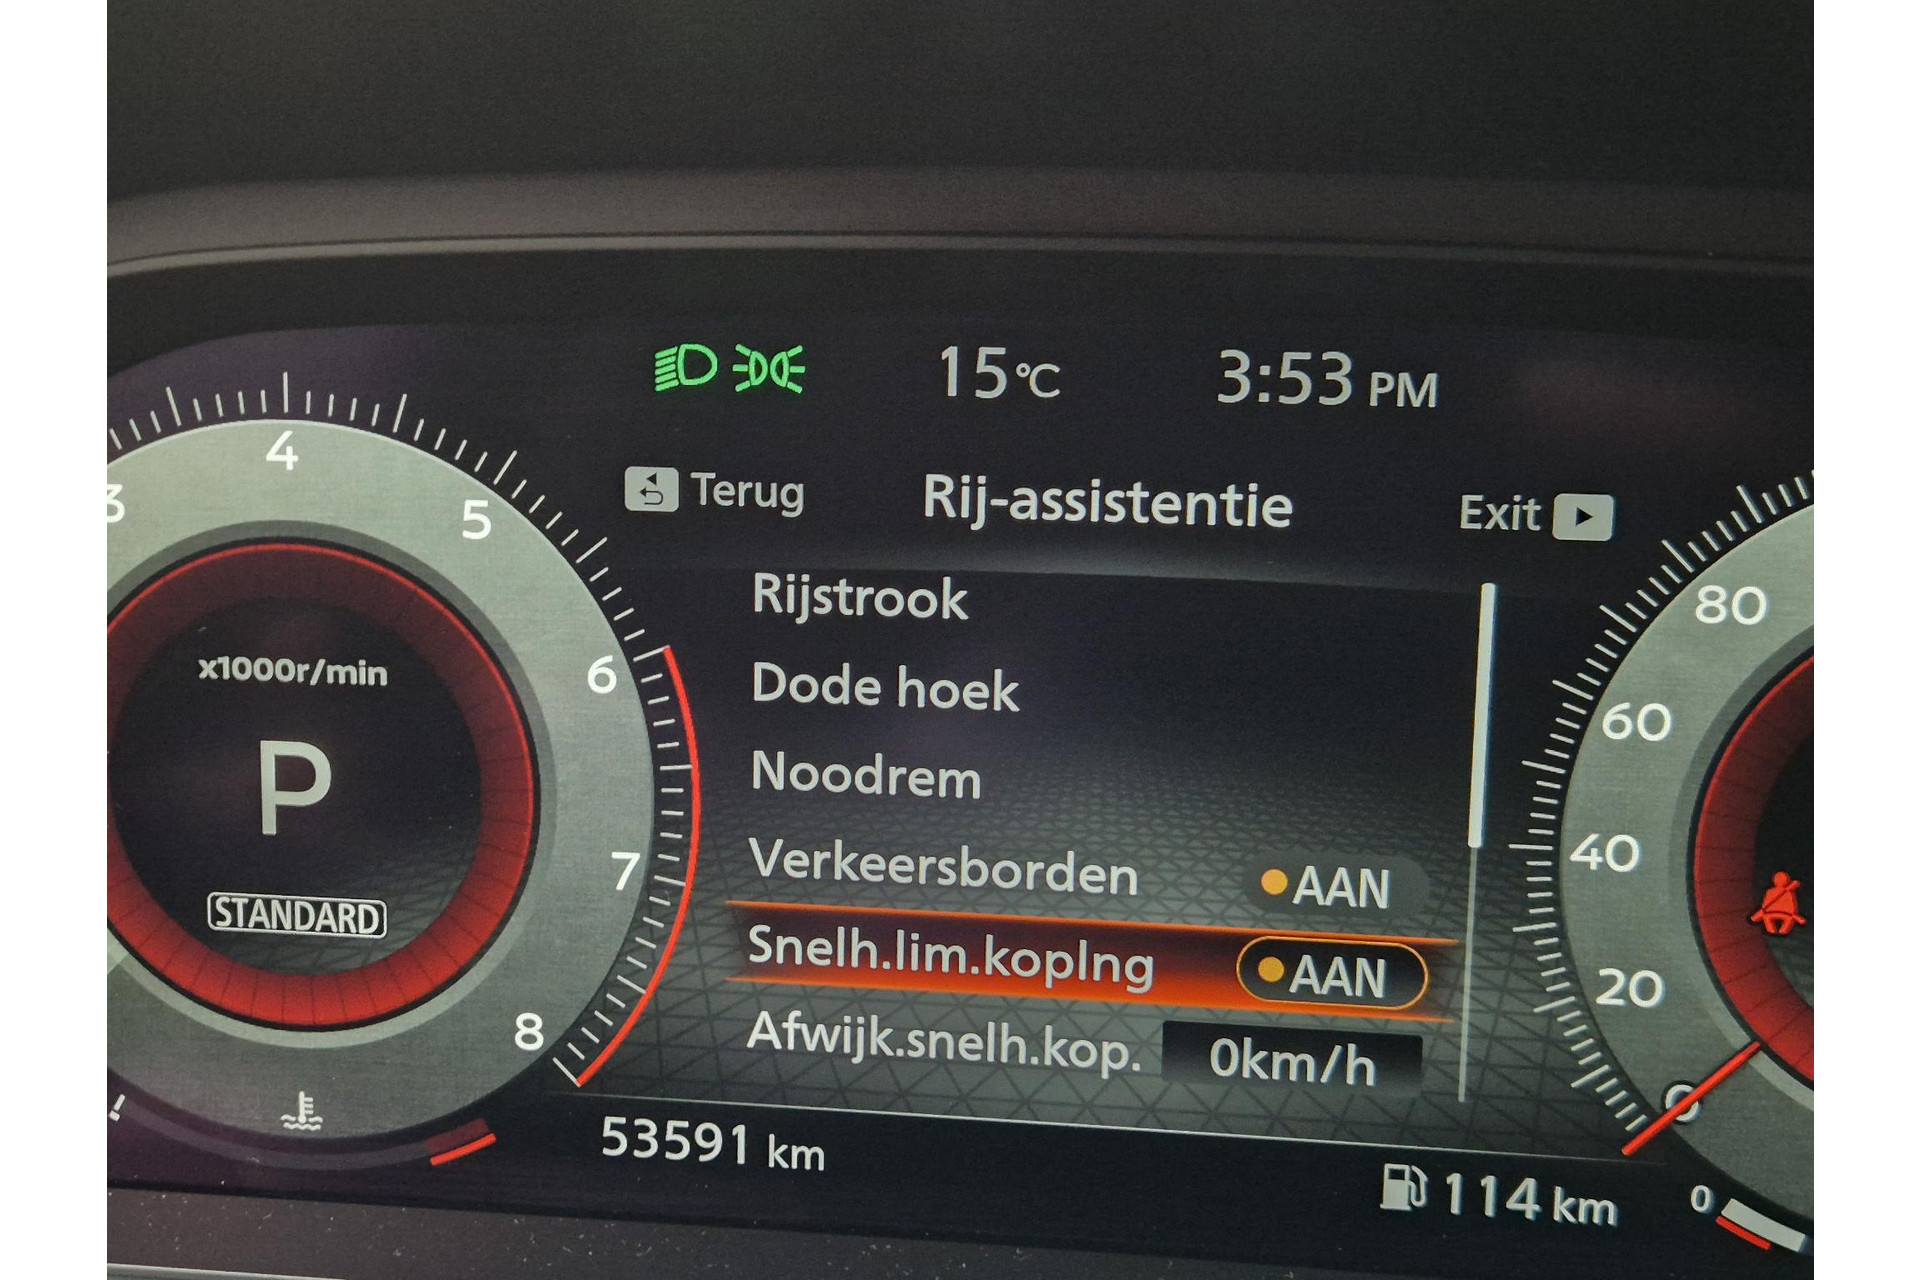 15°C 3:53 PM
Terug Rij-assistentie Exit
Rijstrook
Dode hoek
Noodrem
Verkeersborden AAN
Snelh.lim.koplng AAN
Afwijk.snelh.kop. 0km/h
53591 km
114 km
3 4 5 6 7 8
x1000r/min
P
STANDARD
80
60
40
20
0
0